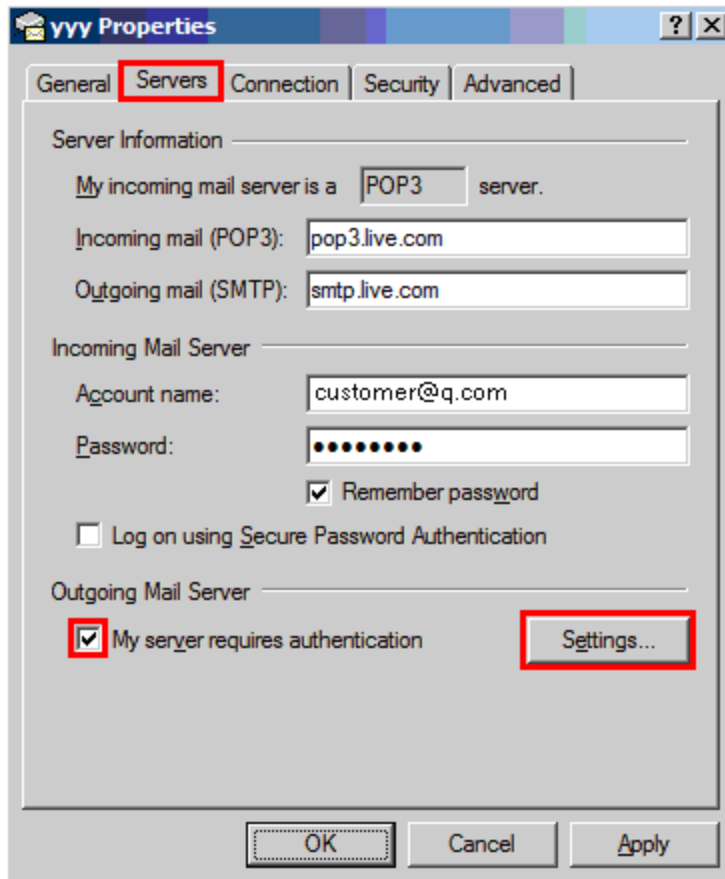 yyy Properties
General Servers Connection Security Advanced
Server Information
My incoming mail server is a POP3 server.
Incoming mail (POP3): pop3.live.com
Outgoing mail (SMTP): smtp.live.com
Incoming Mail Server
Account name: customer@q.com
Password: ●●●●●●●●
Remember password
Log on using Secure Password Authentication
Outgoing Mail Server
My server requires authentication Settings...
OK Cancel Apply